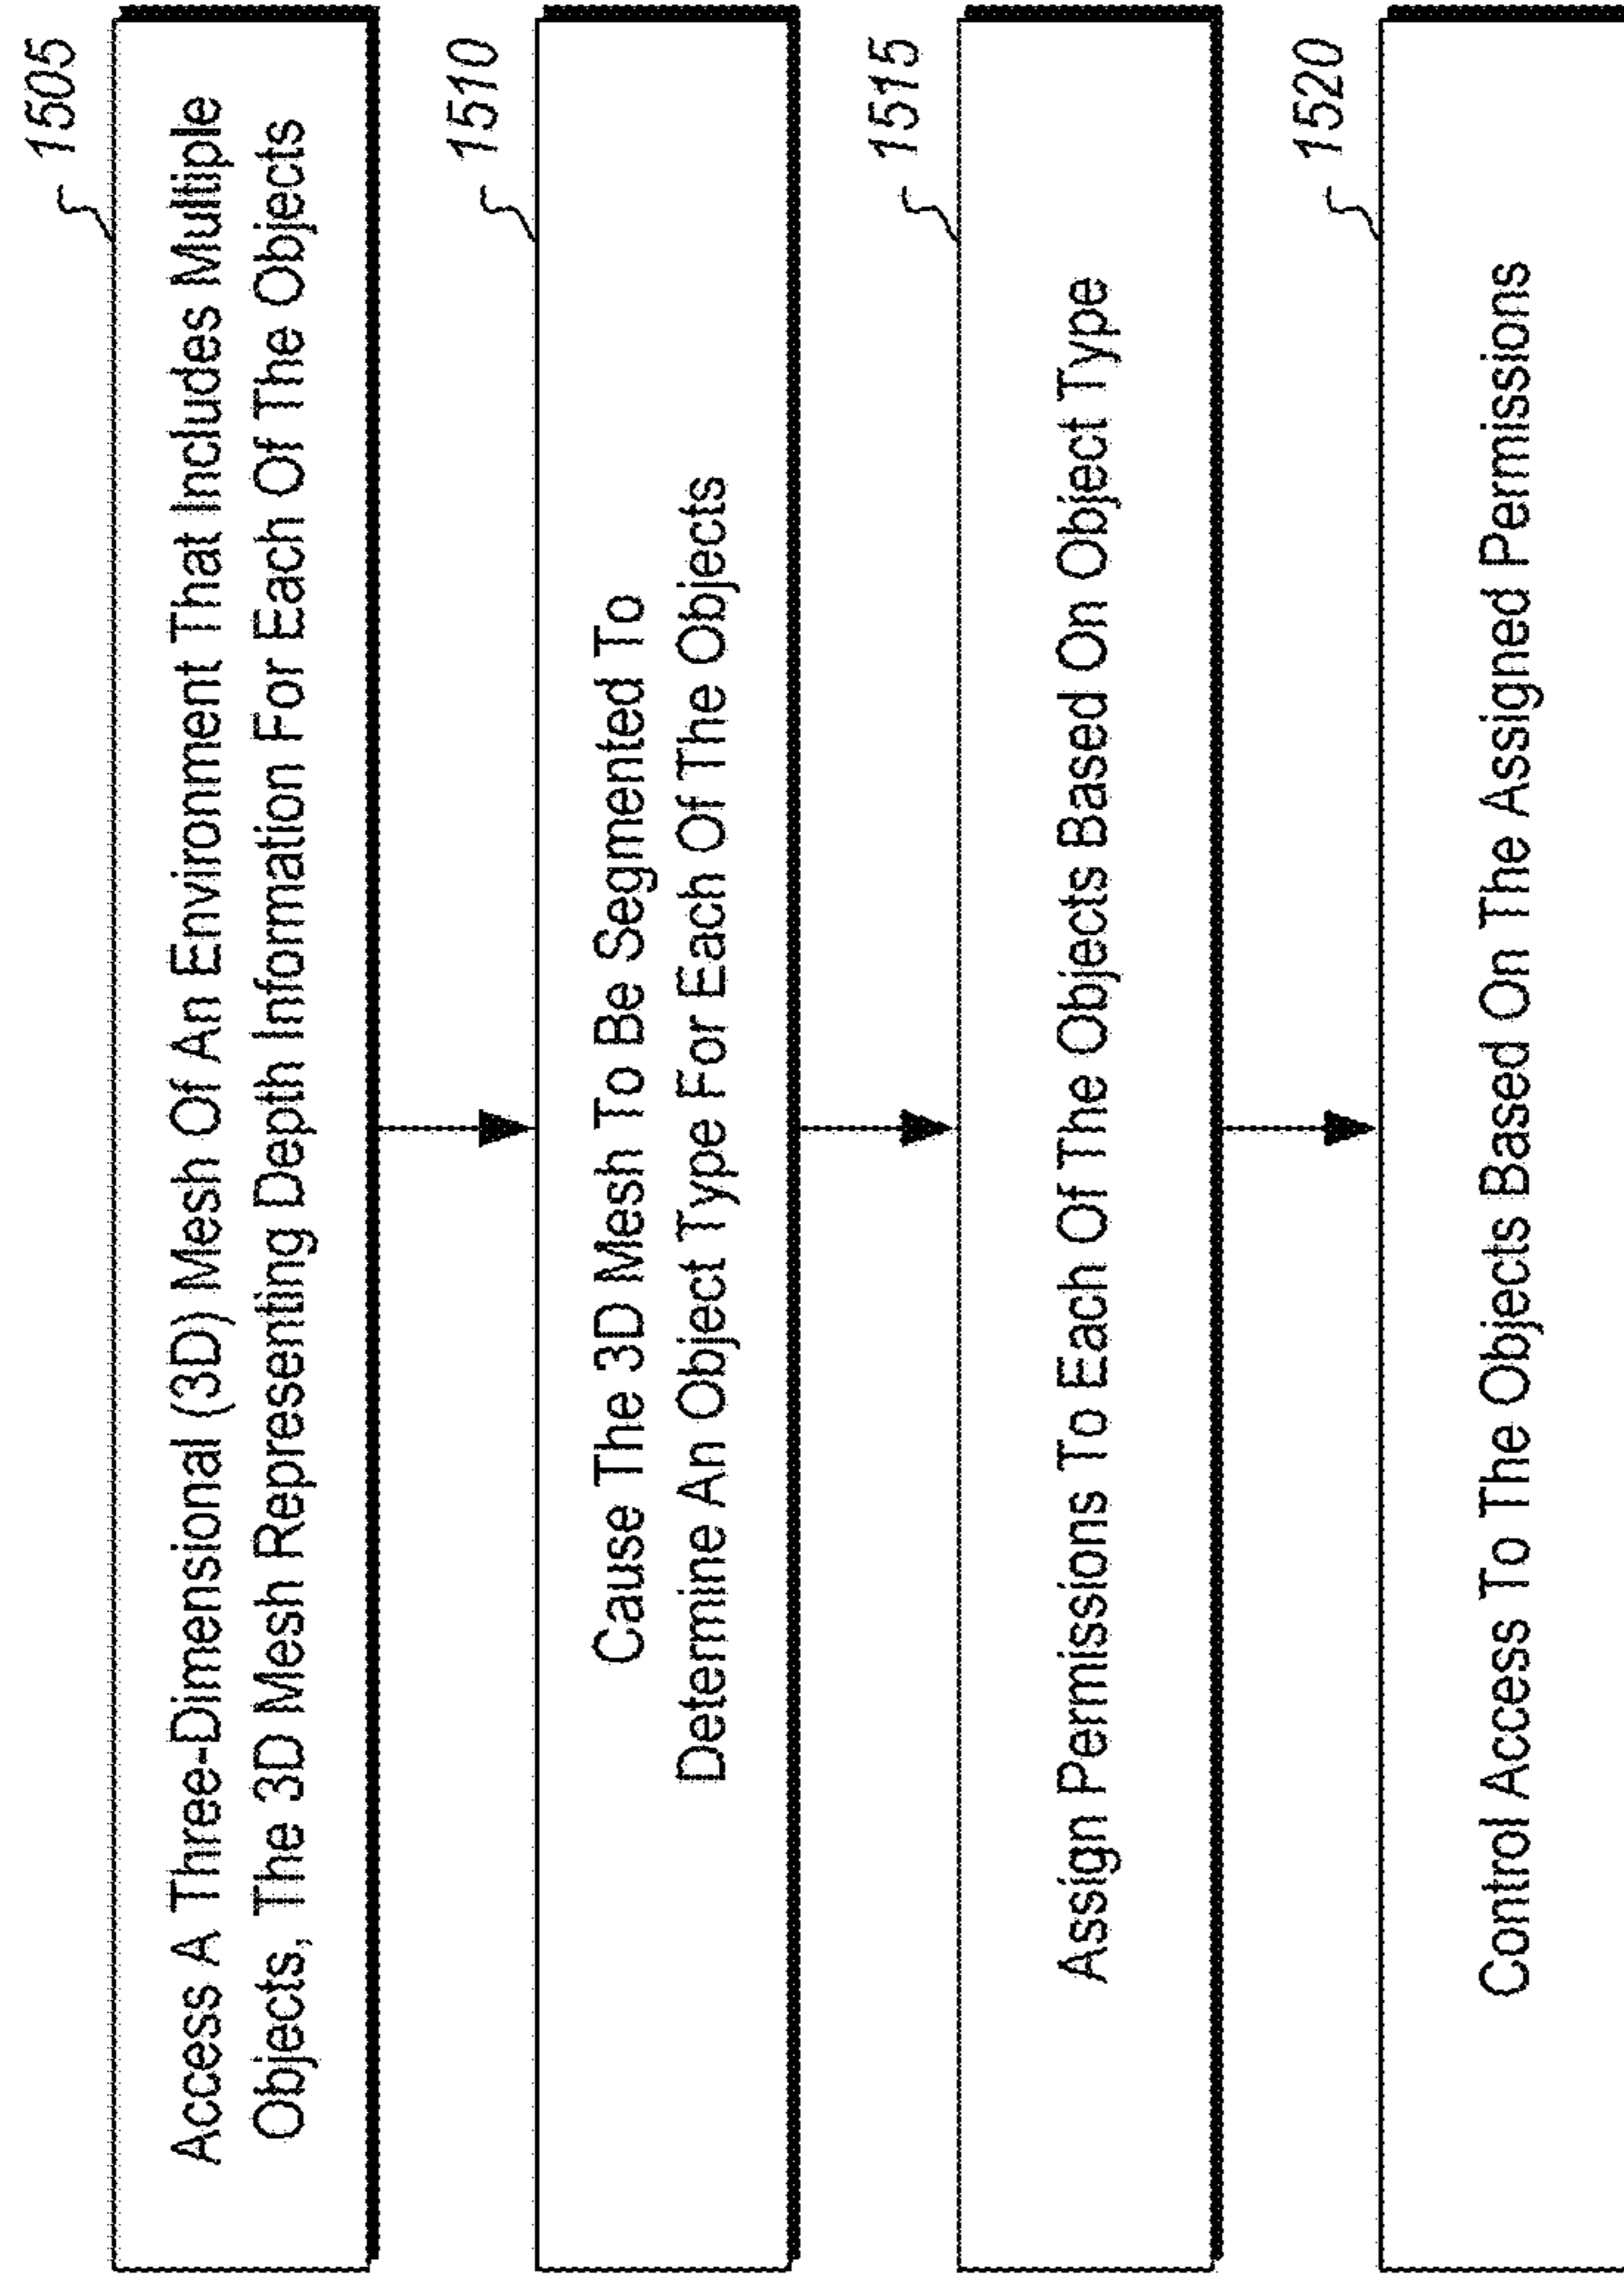 1505
Access A Three-Dimensional (3D) Mesh Of An Environment That Includes Multiple
Objects, The 3D Mesh Representing Depth Information For Each Of The Objects
1510
Cause The 3D Mesh To Be Segmented To
Determine An Object Type For Each Of The Objects
1515
Assign Permissions To Each Of The Objects Based On Object Type
1520
Control Access To The Objects Based On The Assigned Permissions